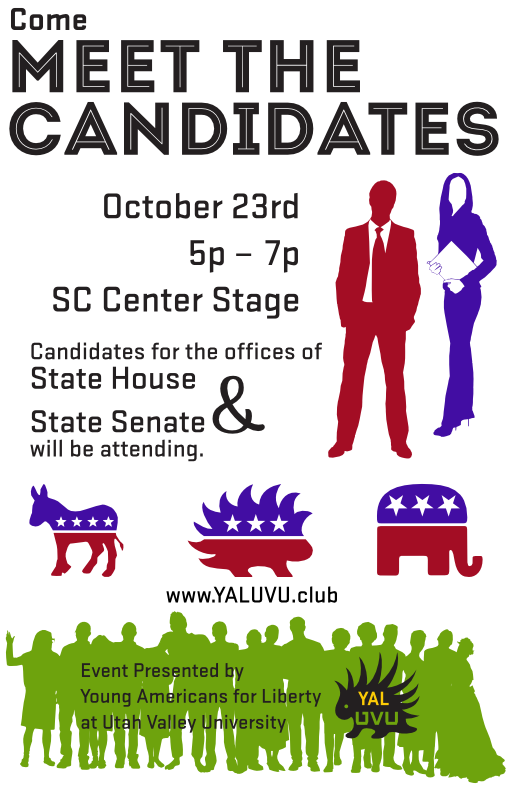 Come
MEET THE
CANDIDATES
October 23rd
5p – 7p
SC Center Stage
Candidates for the offices of
State House
&
State Senate
will be attending.
www.YALUVU.club
Event Presented by
Young Americans for Liberty
at Utah Valley University
YAL
UVU